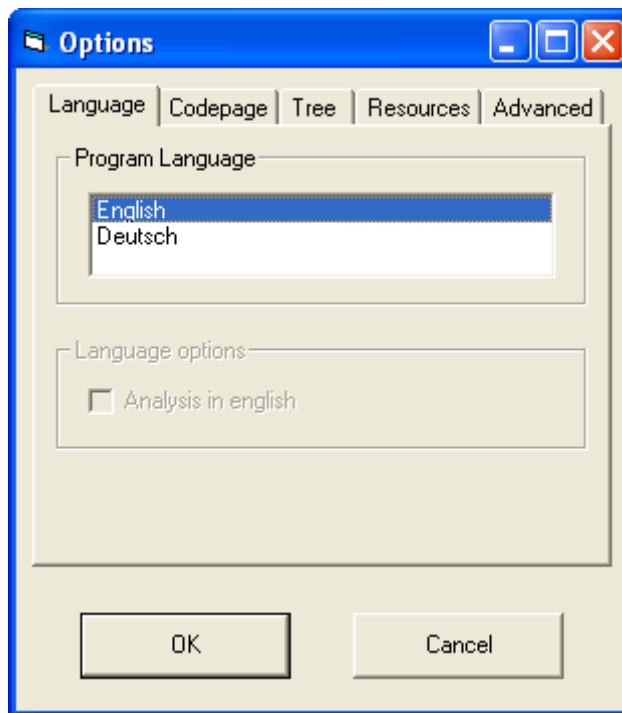 Options
Language Codepage Tree Resources Advanced
Program Language
English
Deutsch
Language options
Analysis in english
OK Cancel